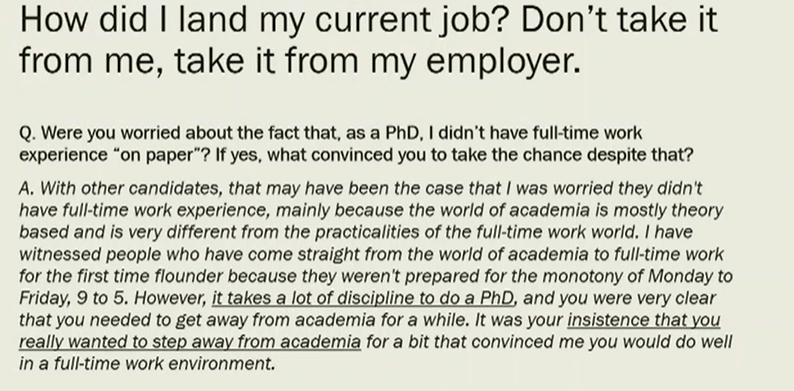 How did I land my current job? Don’t take it
from me, take it from my employer.
Q. Were you worried about the fact that, as a PhD, I didn’t have full-time work
experience “on paper”? If yes, what convinced you to take the chance despite that?
A. With other candidates, that may have been the case that I was worried they didn't
have full-time work experience, mainly because the world of academia is mostly theory
based and is very different from the practicalities of the full-time work world. I have
witnessed people who have come straight from the world of academia to full-time work
for the first time flounder because they weren't prepared for the monotony of Monday to
Friday, 9 to 5. However, it takes a lot of discipline to do a PhD, and you were very clear
that you needed to get away from academia for a while. It was your insistence that you
really wanted to step away from academia for a bit that convinced me you would do well
in a full-time work environment.